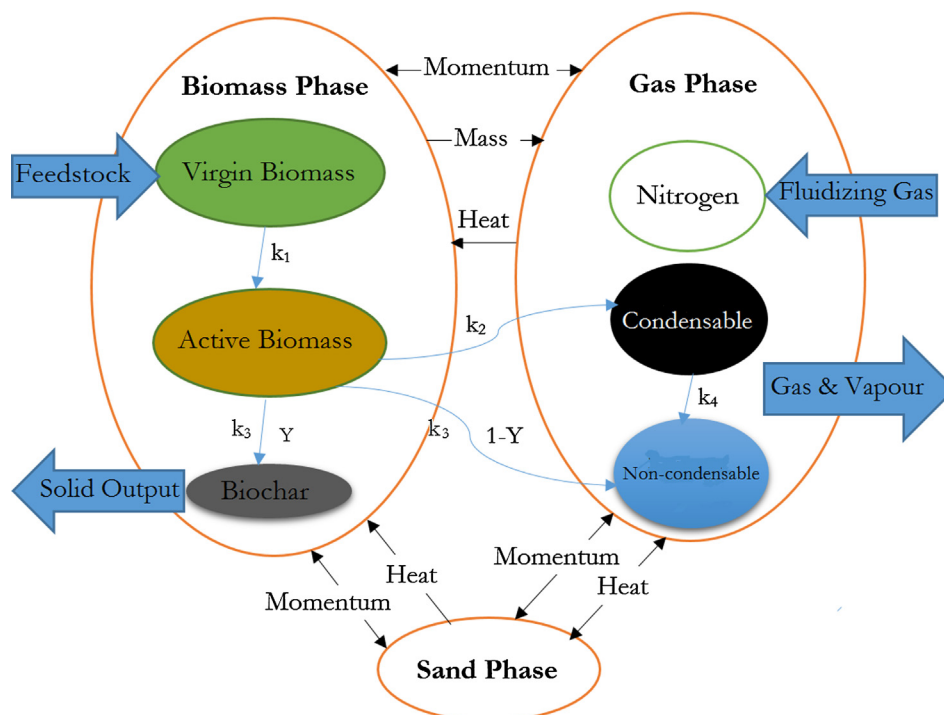 Momentum
Biomass Phase
Gas Phase
Mass
Feedstock
Virgin Biomass
Nitrogen
Fluidizing Gas
Heat
k₁
Condensable
k₂
Active Biomass
Gas & Vapour
k₄
k₃
Y
k₃
1-Y
Non-condensable
Solid Output
Biochar
Momentum
Heat
Heat
Momentum
Sand Phase